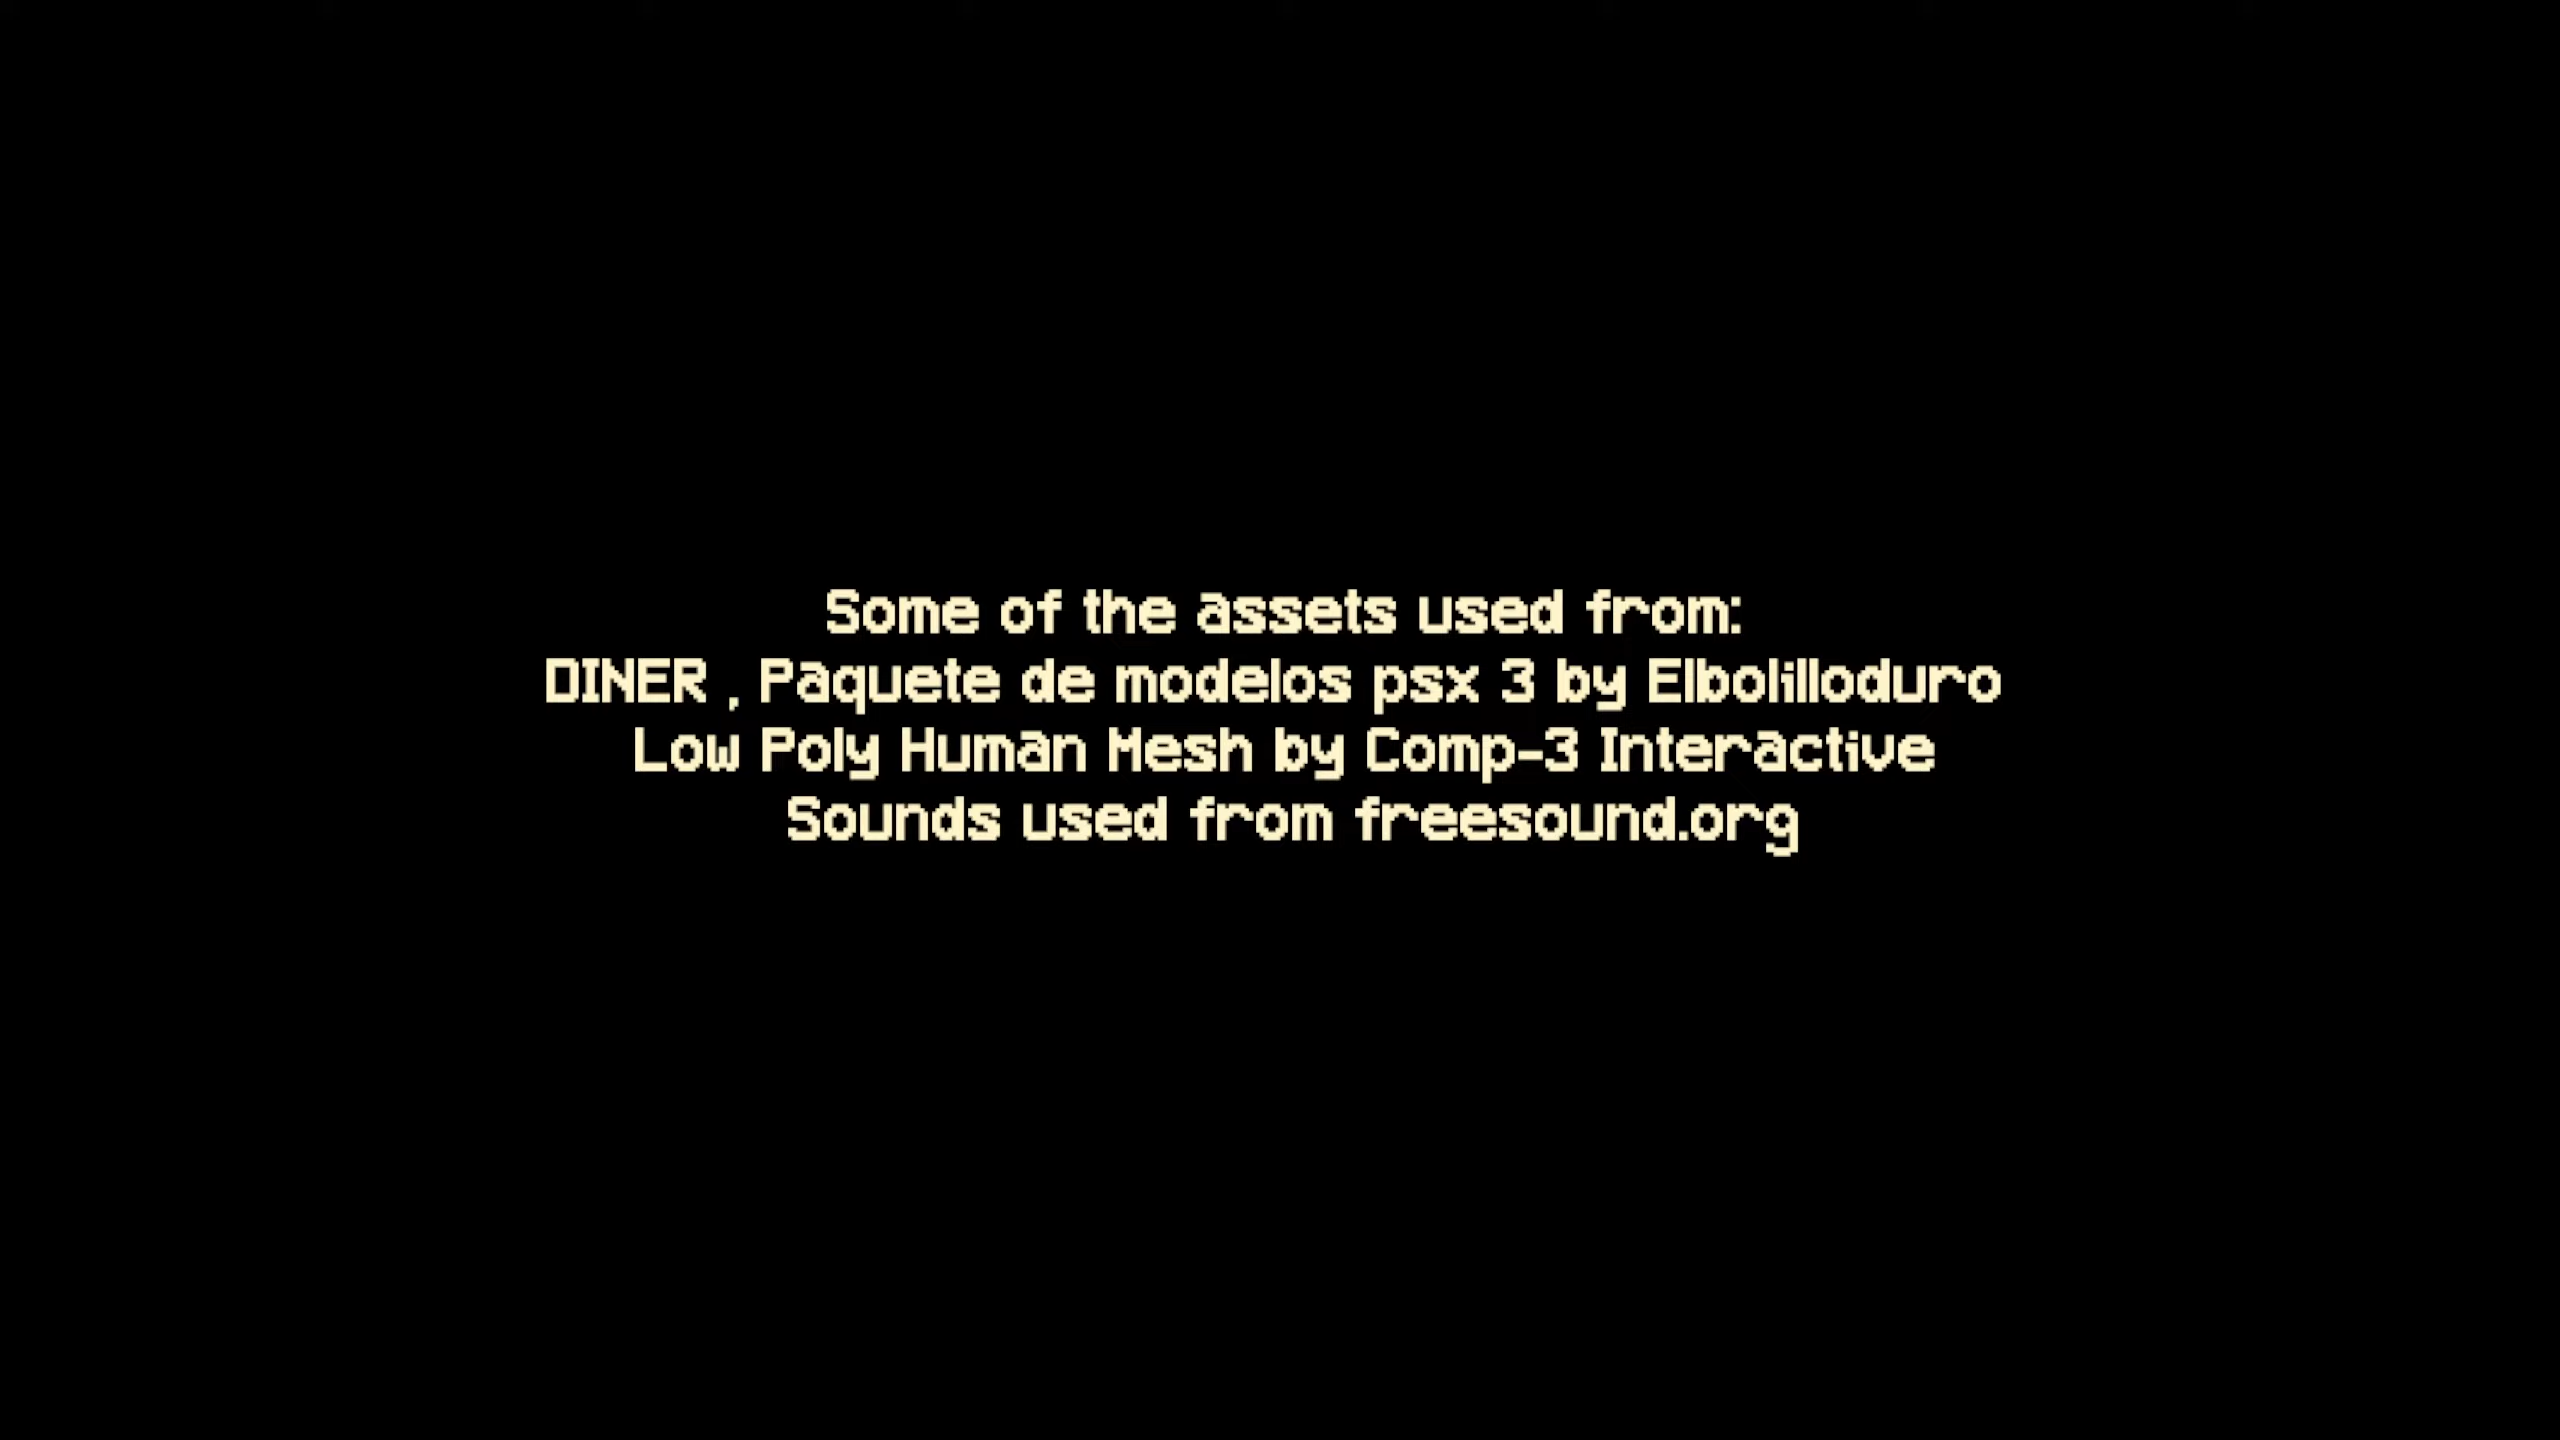 Some of the assets used from:
DINER , Paquete de modelos psx 3 by Elbolilloduro
Low Poly Human Mesh by Comp-3 Interactive
Sounds used from freesound.org